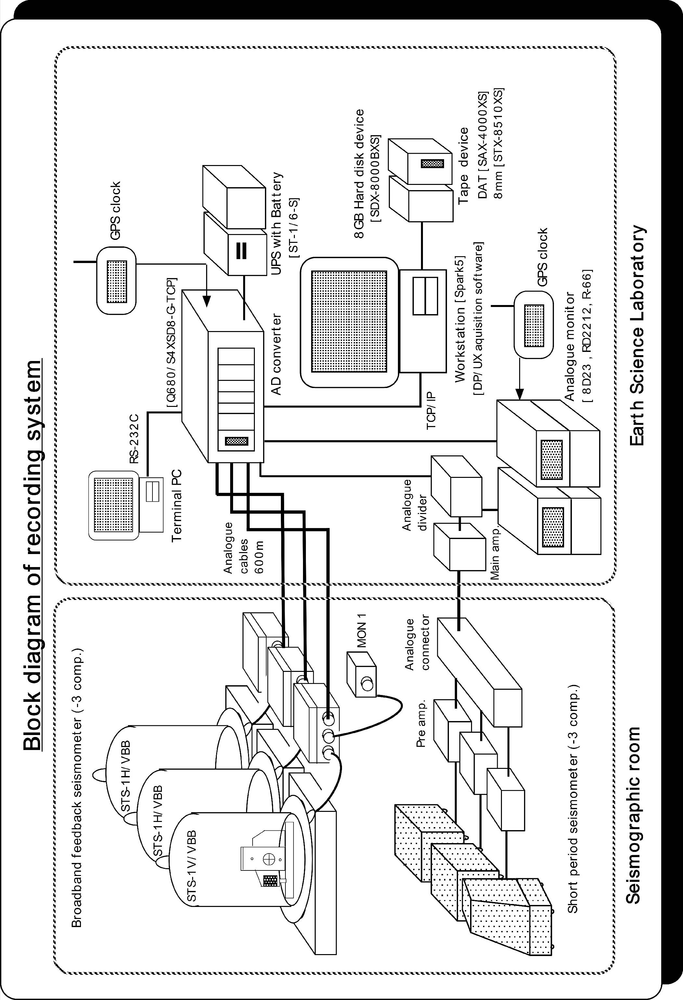 Block diagram of recording system
Broadband feedback seismometer (-3 comp.)
STS-1H/VBB
STS-1H/VBB
STS-1V/VBB
MON 1
Analogue
connector
Pre amp.
Short period seismometer (-3 comp.)
Seismographic room
RS-232C
Terminal PC
Analogue
cables
600m
GPS clock
[Q680/S4XSD8-G-TCP]
AD converter
UPS with Battery
[ST-1/6-S]
8GB Hard disk device
[SDX-8000BXS]
Tape device
DAT [SAX-4000XS]
8mm [STX-8510XS]
TCP/IP
Workstation [Spark5]
[DP/UX aquisition software]
Analogue
divider
Main amp.
GPS clock
Analogue monitor
[8D23, RD2212, R-66]
Earth Science Laboratory